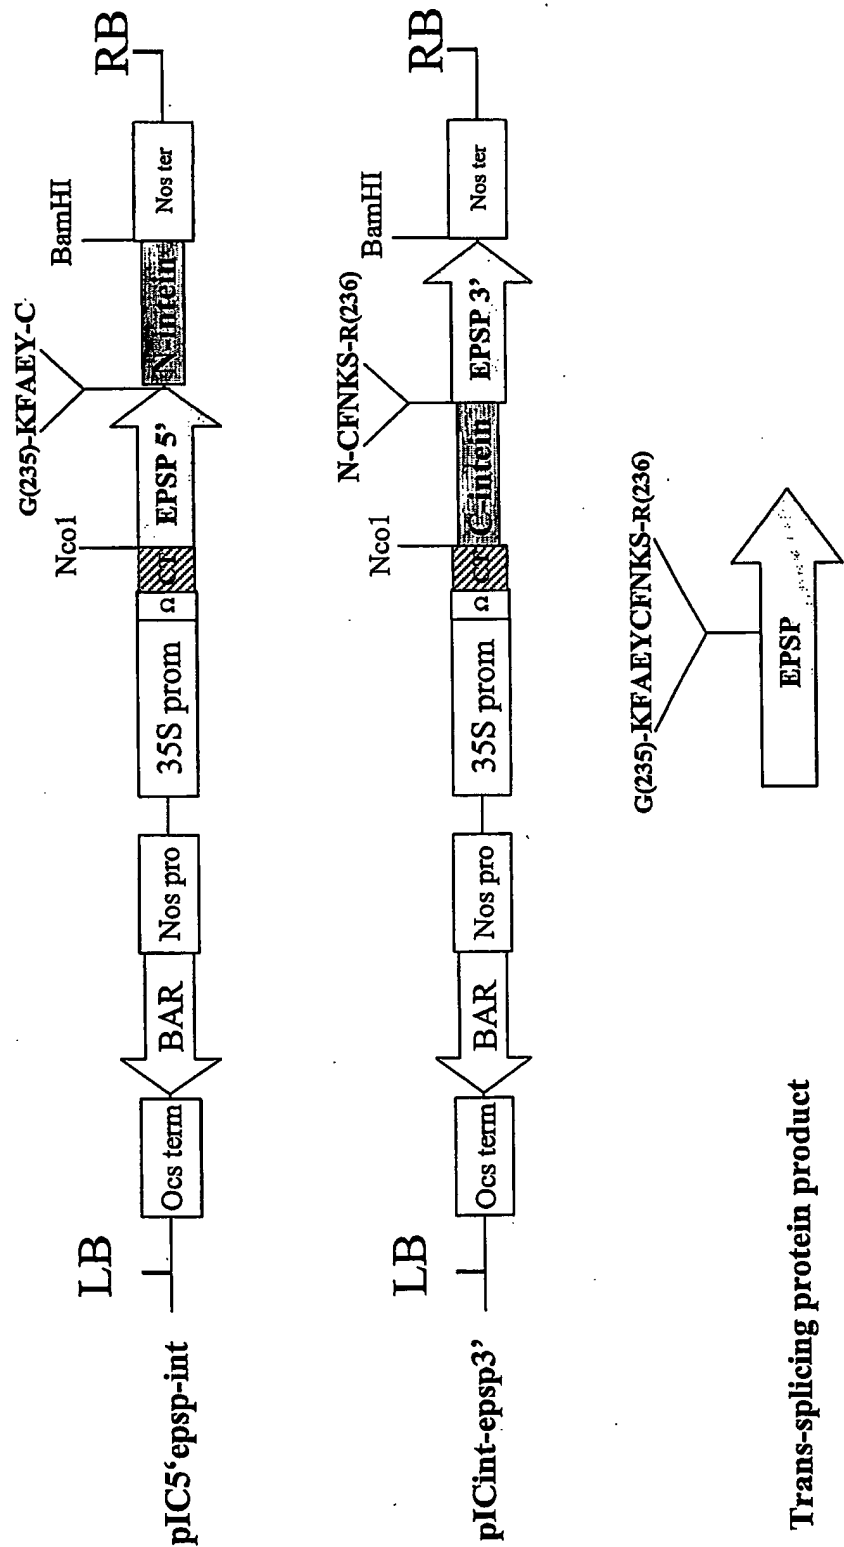 G(235)-KFAEY-C
Nco1
BamHI
LB
RB
pIC5‘epsp-int
Ocs term
BAR
Nos pro
35S prom
Ω
CT
EPSP 5’
N-intein
Nos ter
N-CFNKS-R(236)
Nco1
BamHI
LB
RB
pICint-epsp3’
Ocs term
BAR
Nos pro
35S prom
Ω
CT
C-intein
EPSP 3’
Nos ter
G(235)-KFAEYCFNKS-R(236)
EPSP
Trans-splicing protein product